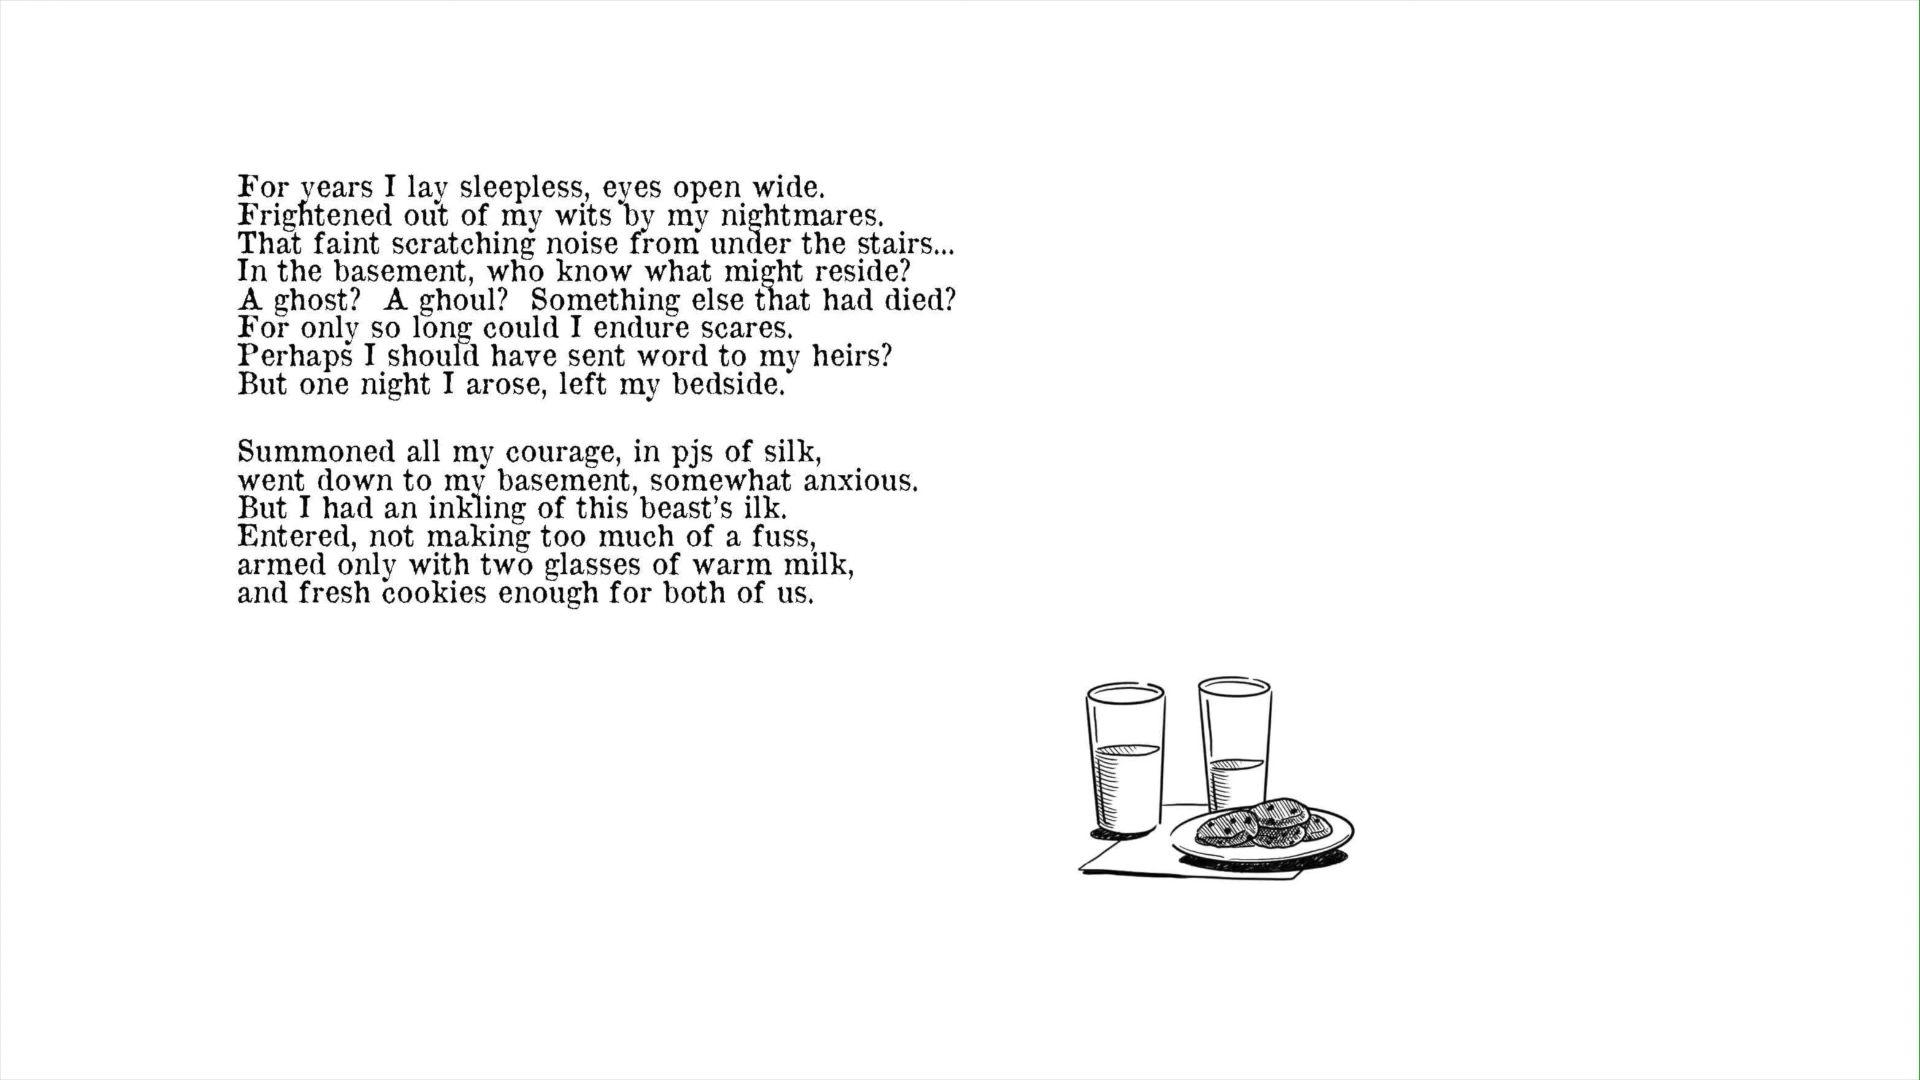 For years I lay sleepless, eyes open wide.
Frightened out of my wits by my nightmares.
That faint scratching noise from under the stairs...
In the basement, who know what might reside?
A ghost?  A ghoul?  Something else that had died?
For only so long could I endure scares.
Perhaps I should have sent word to my heirs?
But one night I arose, left my bedside.

Summoned all my courage, in pjs of silk,
went down to my basement, somewhat anxious.
But I had an inkling of this beast's ilk.
Entered, not making too much of a fuss,
armed only with two glasses of warm milk,
and fresh cookies enough for both of us.